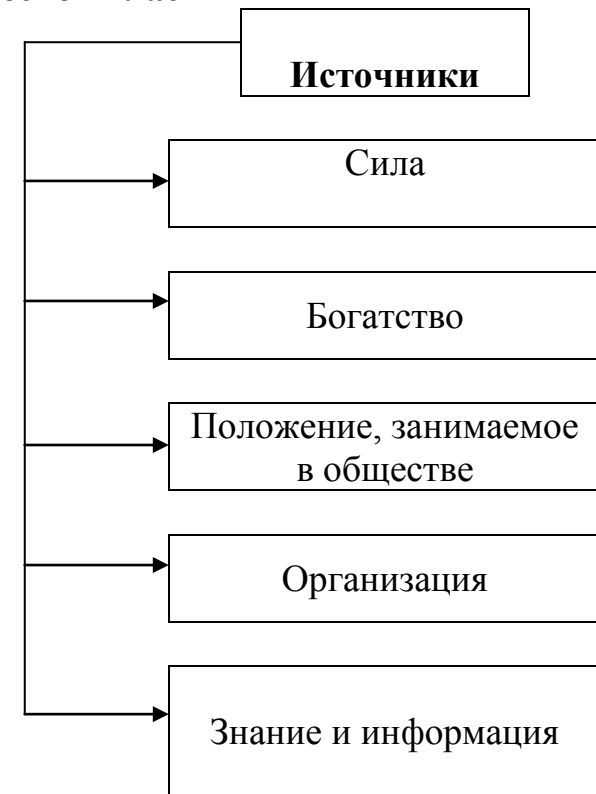 Источники
Сила
Богатство
Положение, занимаемое
в обществе
Организация
Знание и информация